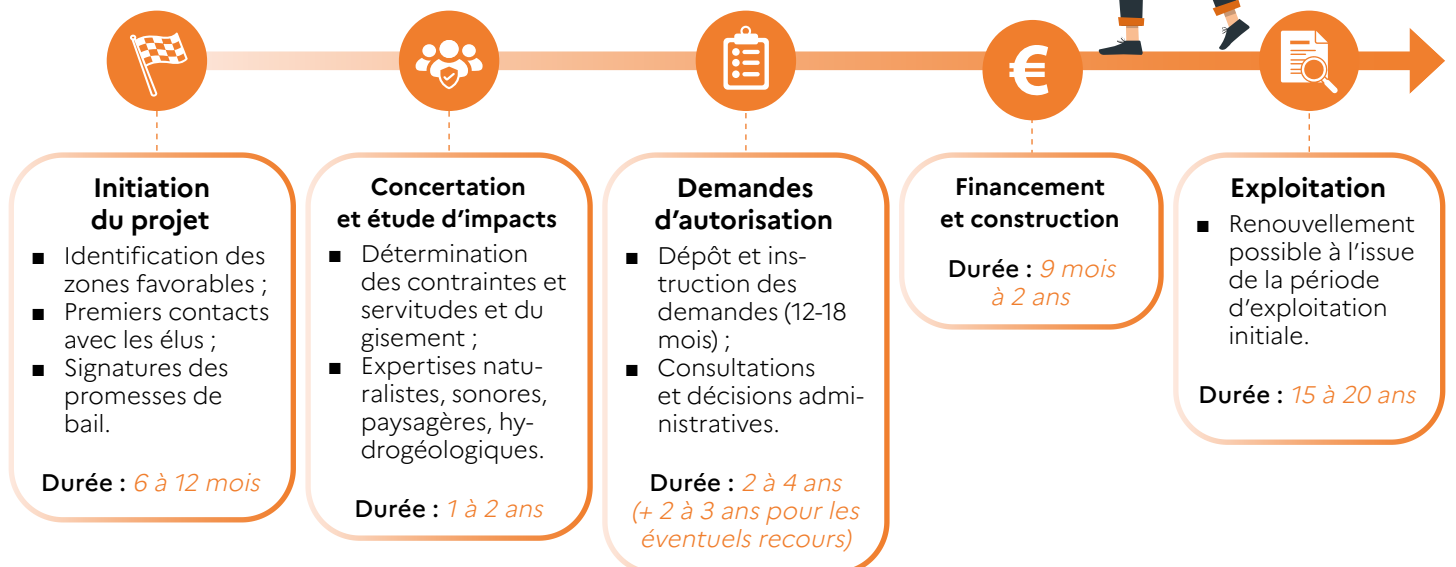 €
Initiation
du projet
■ Identification des
zones favorables ;
■ Premiers contacts
avec les élus ;
■ Signatures des
promesses de
bail.
Durée : 6 à 12 mois
Concertation
et étude d’impacts
■ Détermination
des contraintes et
servitudes et du
gisement ;
■ Expertises natu-
ralistes, sonores,
paysagères, hy-
drogéologiques.
Durée : 1 à 2 ans
Demandes
d’autorisation
■ Dépôt et ins-
truction des
demandes (12-18
mois) ;
■ Consultations
et décisions admi-
nistratives.
Durée : 2 à 4 ans
(+ 2 à 3 ans pour les
éventuels recours)
Financement
et construction
Durée : 9 mois
à 2 ans
Exploitation
■ Renouvellement
possible à l’issue
de la période
d’exploitation
initiale.
Durée : 15 à 20 ans